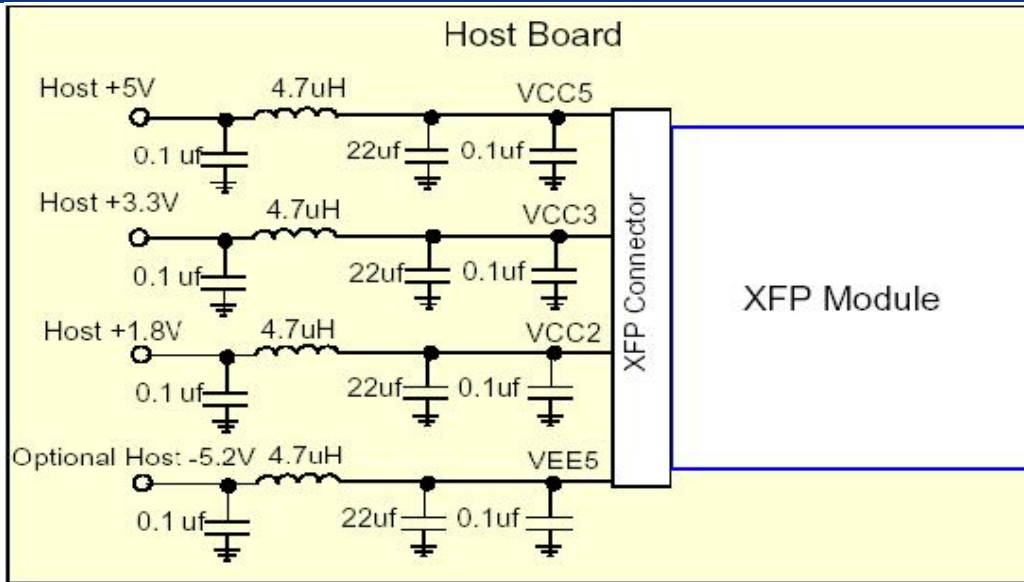 Host Board
Host +5V
4.7uH
VCC5
0.1 uf
22uf
0.1uf
Host +3.3V
4.7uH
VCC3
0.1 uf
22uf
0.1uf
Host +1.8V
4.7uH
VCC2
0.1 uf
22uf
0.1uf
Optional Host -5.2V
4.7uH
VEE5
0.1 uf
22uf
0.1uf
XFP Connector
XFP Module